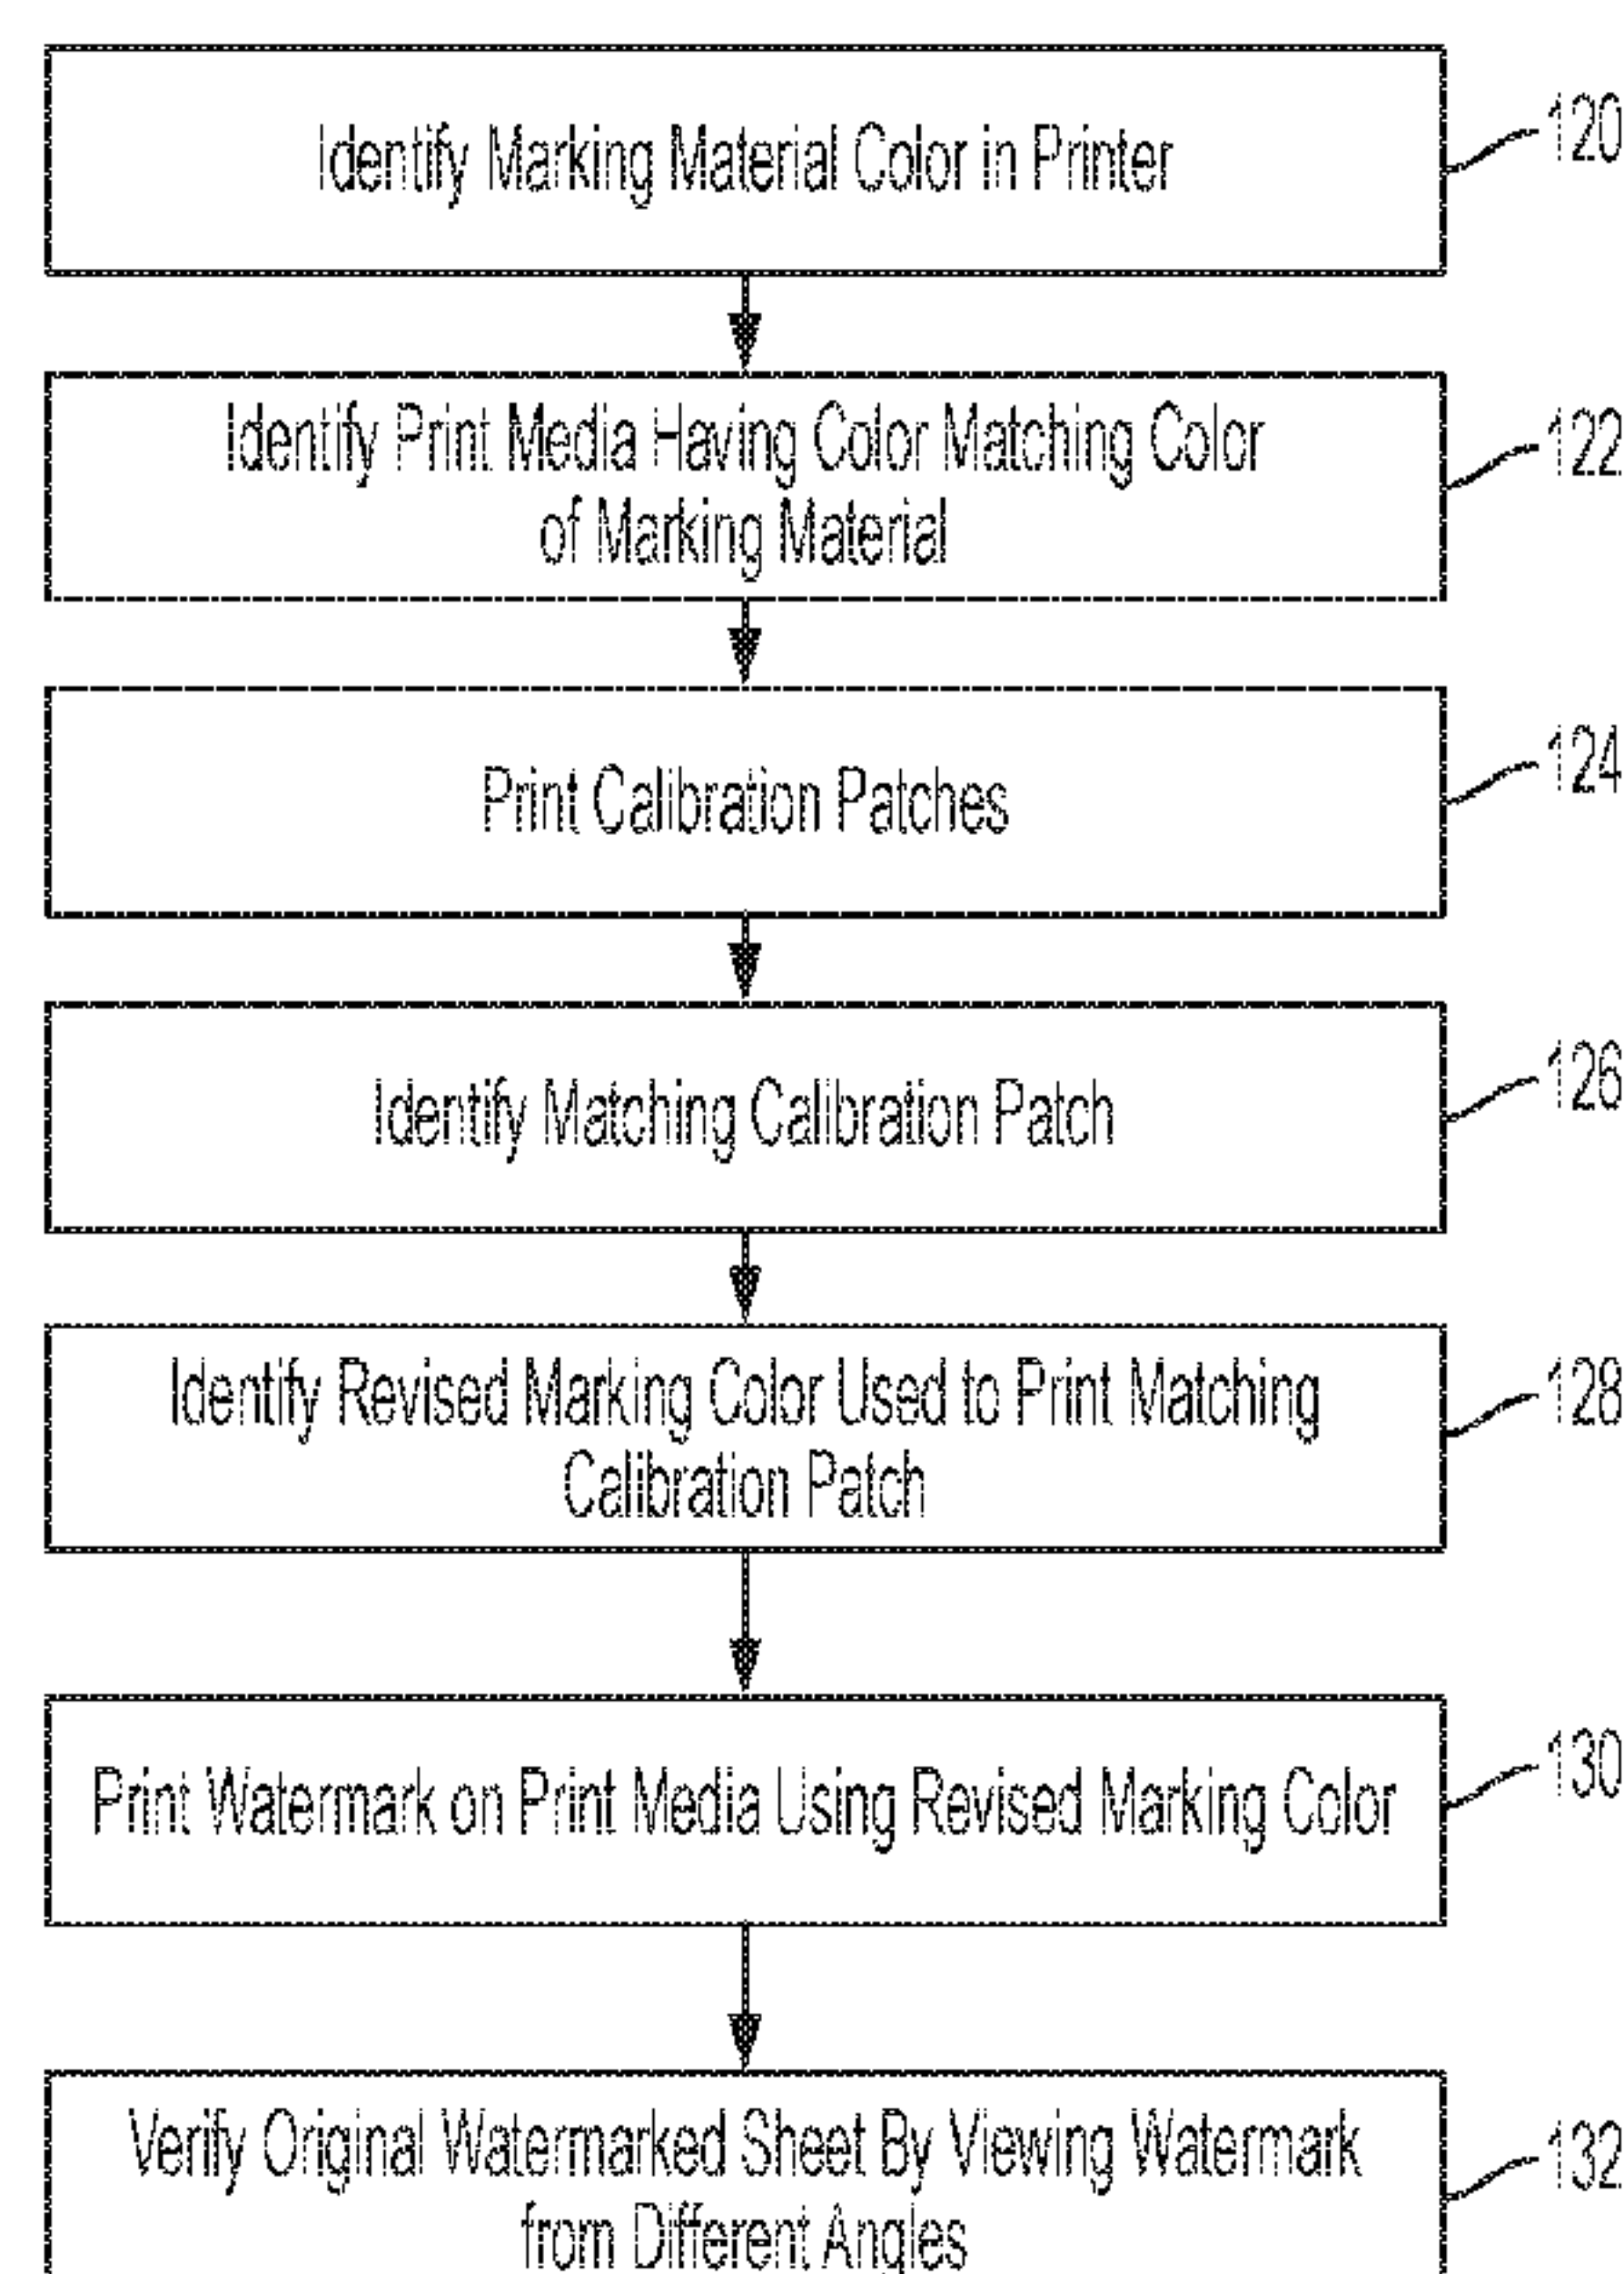 Identify Marking Material Color in Printer
120
Identify Print Media Having Color Matching Color
of Marking Material
122
Print Calibration Patches
124
Identify Matching Calibration Patch
126
Identify Revised Marking Color Used to Print Matching
Calibration Patch
128
Print Watermark on Print Media Using Revised Marking Color
130
Verify Original Watermarked Sheet By Viewing Watermark
from Different Angles
132